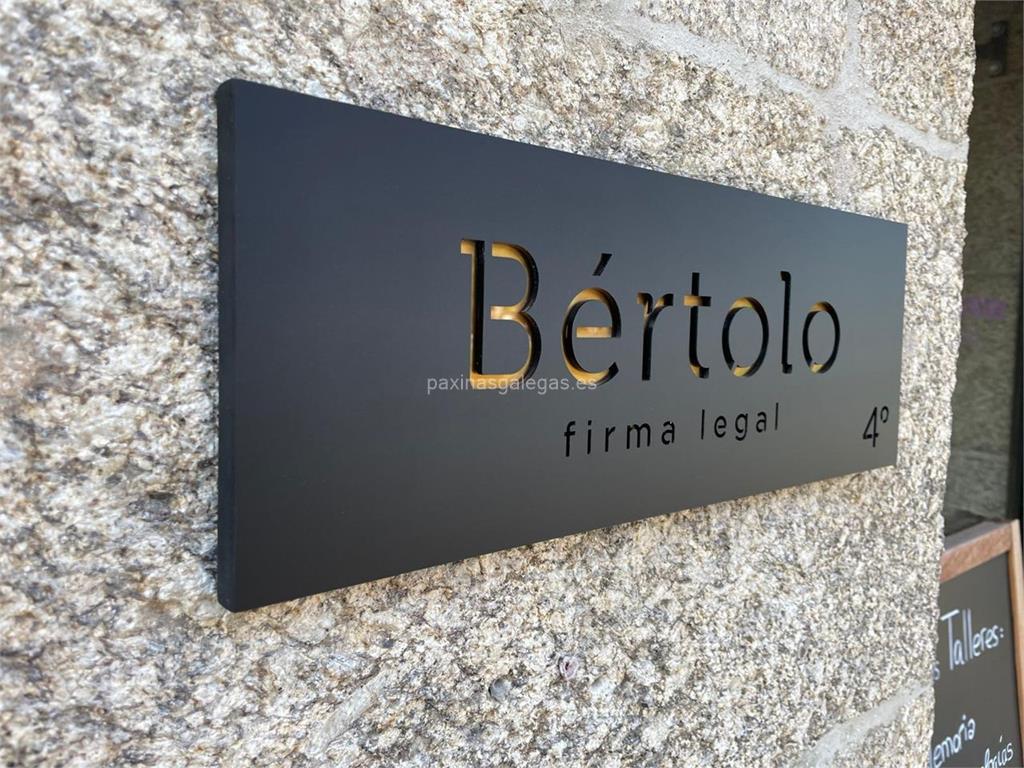 Bértolo
firma legal
4º
paxinasgalegas.es
Talleres: